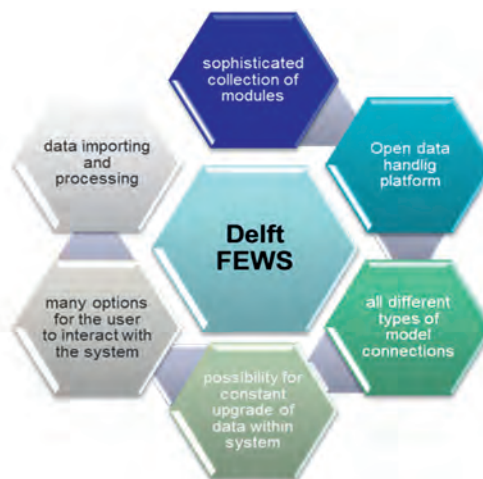 sophisticated
collection of
modules
data importing
and
processing
Open data
handlig
platform
Delft
FEWS
many options
for the user
to interact with
the system
all different
types of
model
connections
possibility for
constant
upgrade of
data within
system